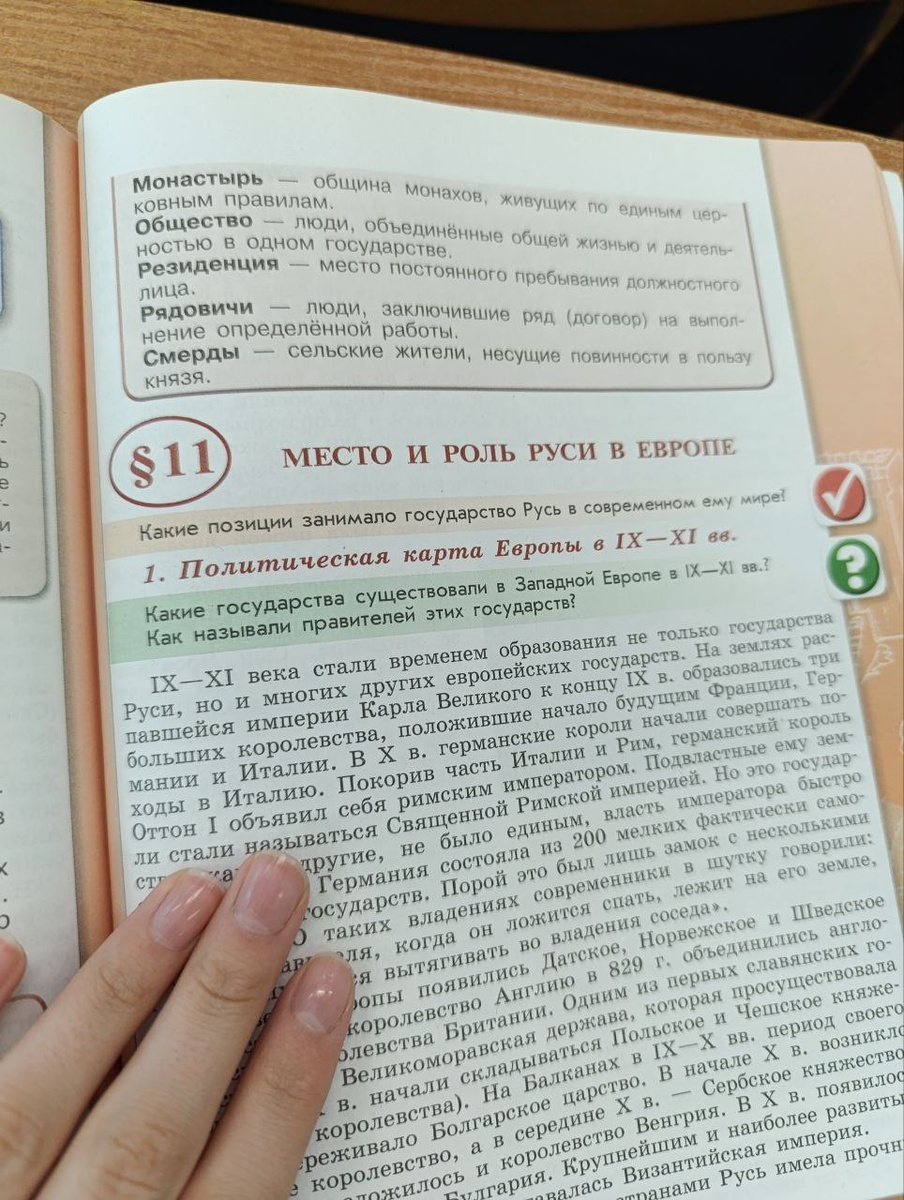 Монастырь — община монахов, живущих по единым цер-
ковным правилам.
Общество — люди, объединённые общей жизнью и деятель-
ностью в одном государстве.
Резиденция — место постоянного пребывания должностного
лица.
Рядовичи — люди, заключившие ряд (договор) на выпол-
нение определённой работы.
Смерды — сельские жители, несущие повинности в пользу
князя.
§11 МЕСТО И РОЛЬ РУСИ В ЕВРОПЕ
Какие позиции занимало государство Русь в современном ему мире?
1. Политическая карта Европы в IX—XI вв.
Какие государства существовали в Западной Европе в IX—XI вв.?
Как называли правителей этих государств?
IX—XI века стали временем образования не только государства
Руси, но и многих других европейских государств. На землях рас-
павшейся империи Карла Великого к концу IX в. образовались три
больших королевства, положившие начало будущим Франции, Гер-
мании и Италии. В X в. германские короли начали совершать по-
ходы в Италию. Покорив часть Италии и Рим, германский король
Оттон I объявил себя римским императором. Подвластные ему зем-
ли стали называться Священной Римской империей. Но это государ-
другие, не было единым, власть императора быстро
Германия состояла из 200 мелких фактически само-
государств. Порой это был лишь замок с несколькими
таких владениях современники в шутку говорили:
когда он ложится спать, лежит на его земле,
вытягивать во владения соседа».
появились Датское, Норвежское и Шведское
королевство Англию в 829 г. объединились англо-
Британии. Одним из первых славянских го-
Великоморавская держава, которая просуществовала
в. начали складываться Польское и Чешское княже-
королевства). На Балканах в IX—X вв. период своего
Болгарское царство. В начале X в. возникло
королевство, а в середине X в. — Сербское княжество
и королевство Венгрия. В X в. появилос
Булгария. Крупнейшим и наиболее развиты
Византийская империя.
странами Русь имела прочн